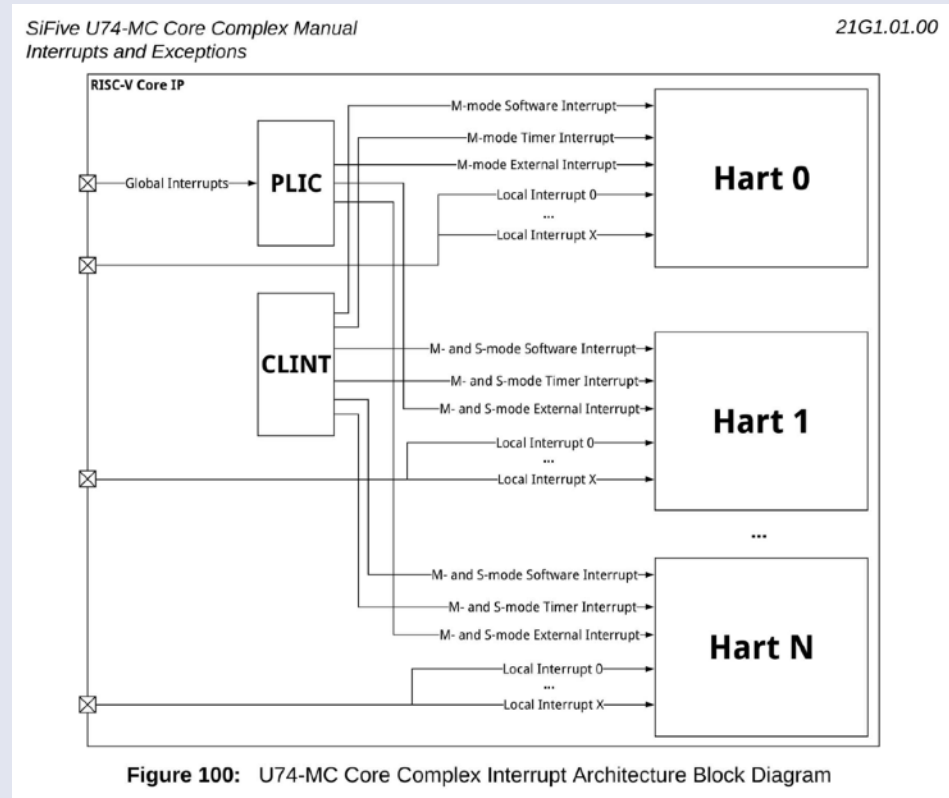 SiFive U74-MC Core Complex Manual
21G1.01.00
Interrupts and Exceptions
RISC-V Core IP
M-mode Software Interrupt
M-mode Timer Interrupt
M-mode External Interrupt
Global Interrupts
PLIC
Local Interrupt 0
...
Local Interrupt X
Hart 0
CLINT
M- and S-mode Software Interrupt
M- and S-mode Timer Interrupt
M- and S-mode External Interrupt
Local Interrupt 0
...
Local Interrupt X
Hart 1
...
M- and S-mode Software Interrupt
M- and S-mode Timer Interrupt
M- and S-mode External Interrupt
Local Interrupt 0
...
Local Interrupt X
Hart N
Figure 100: U74-MC Core Complex Interrupt Architecture Block Diagram